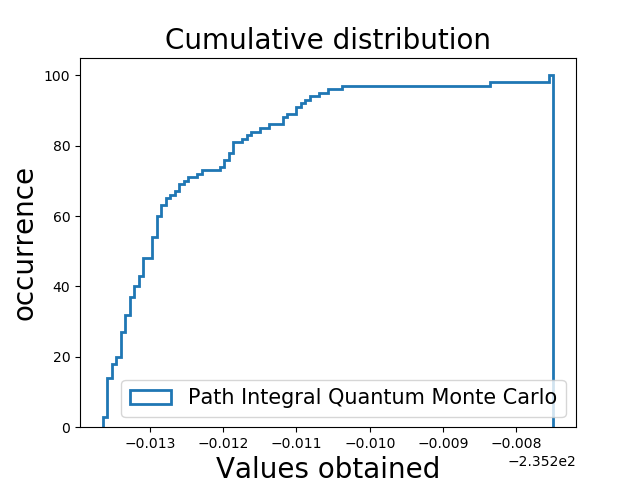 Cumulative distribution
100
80
60
40
20
0
occurrence
Path Integral Quantum Monte Carlo
−0.013 −0.012 −0.011 −0.010 −0.009 −0.008
−2.352e2
Values obtained